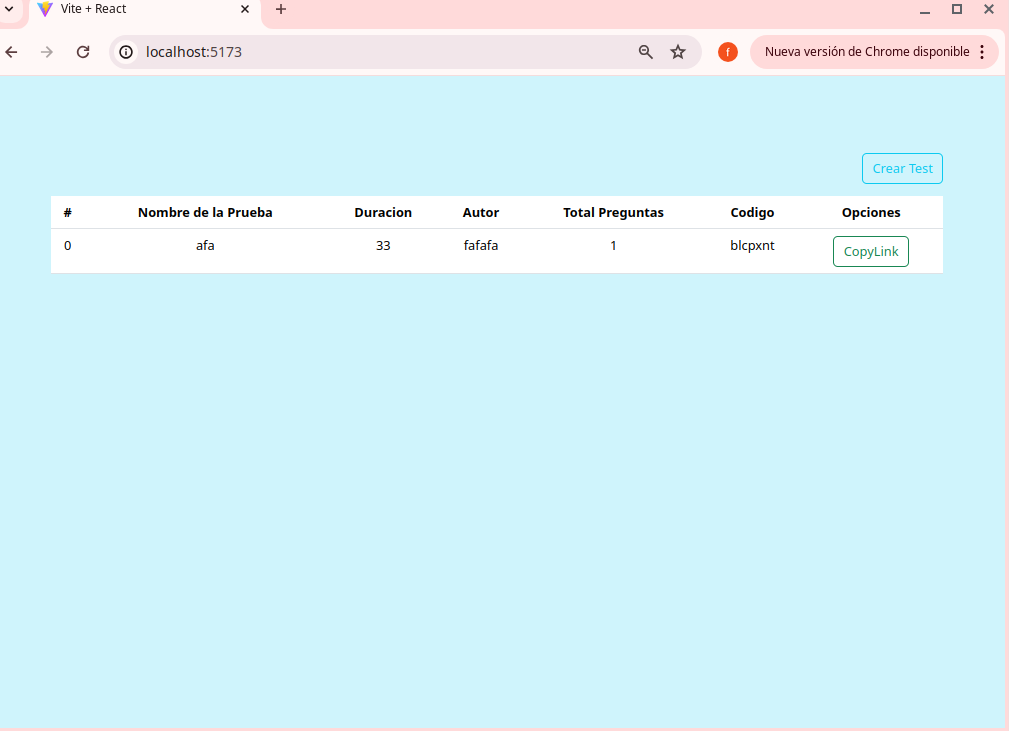 Vite + React
localhost:5173
f
Nueva versión de Chrome disponible
Crear Test
# Nombre de la Prueba Duracion Autor Total Preguntas Codigo Opciones
0 afa 33 fafafa 1 blcpxnt CopyLink